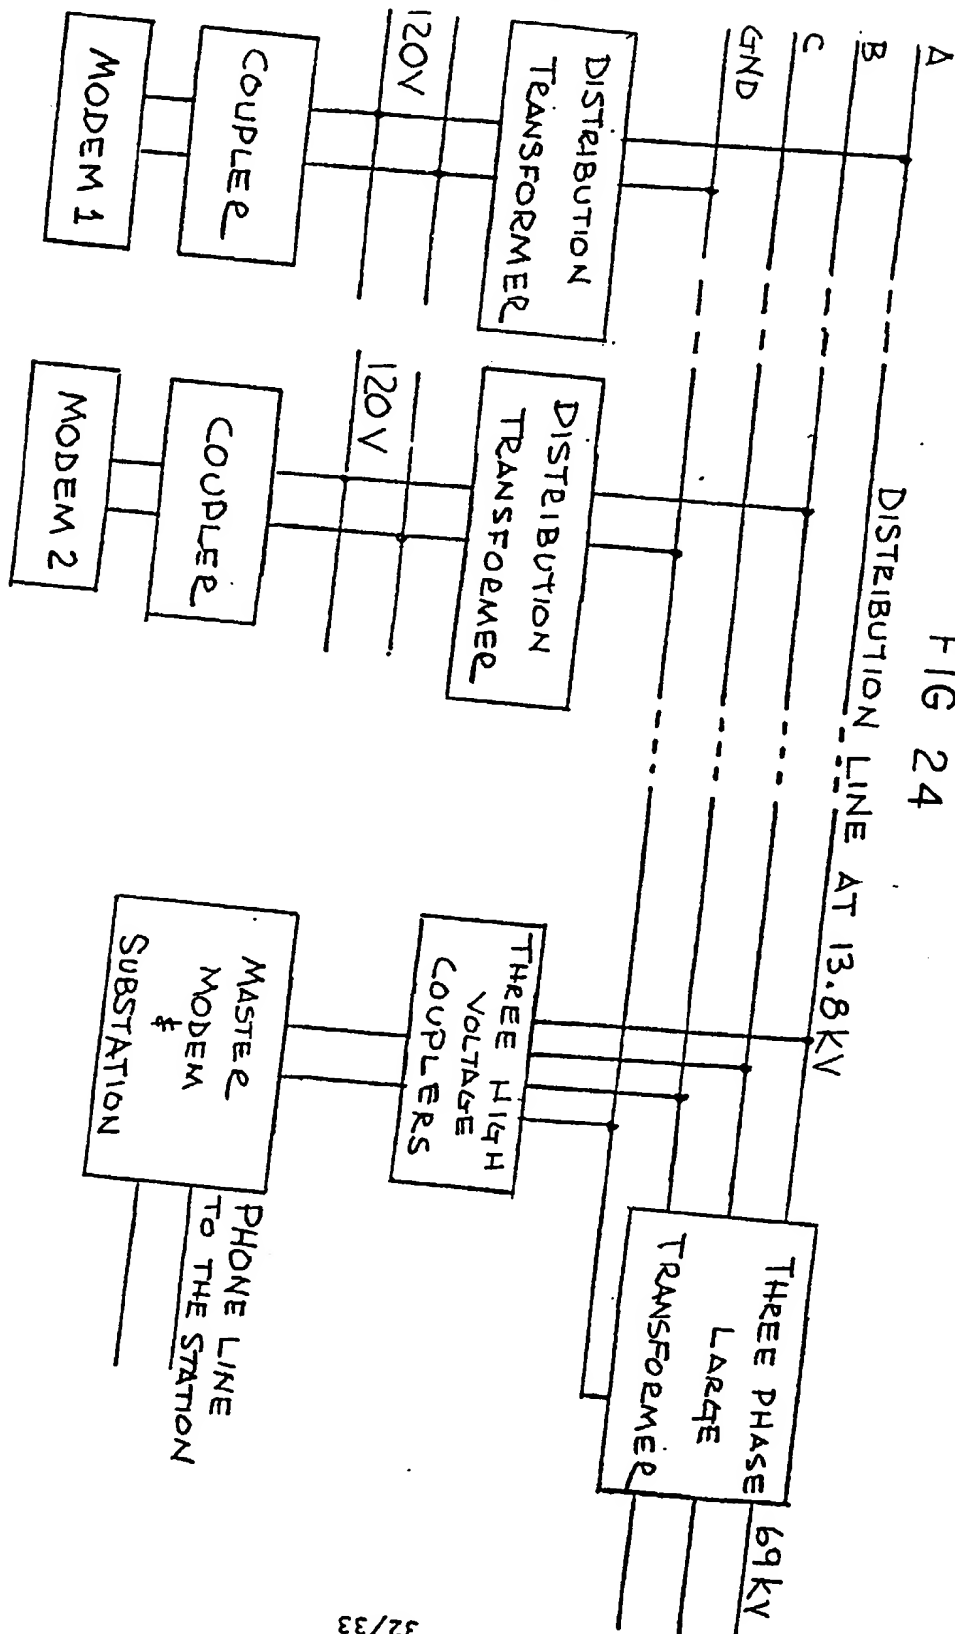 FIG 24
DISTRIBUTION LINE AT 13.8KV
A
B
C
GND
DISTRIBUTION
TRANSFORMER
120V
COUPLER
MODEM 1
DISTRIBUTION
TRANSFORMER
120V
COUPLER
MODEM 2
THREE HIGH
VOLTAGE
COUPLERS
MASTER
MODEM
&
SUBSTATION
PHONE LINE
TO THE STATION
THREE PHASE
LARGE
TRANSFORMER
69KV
32/33